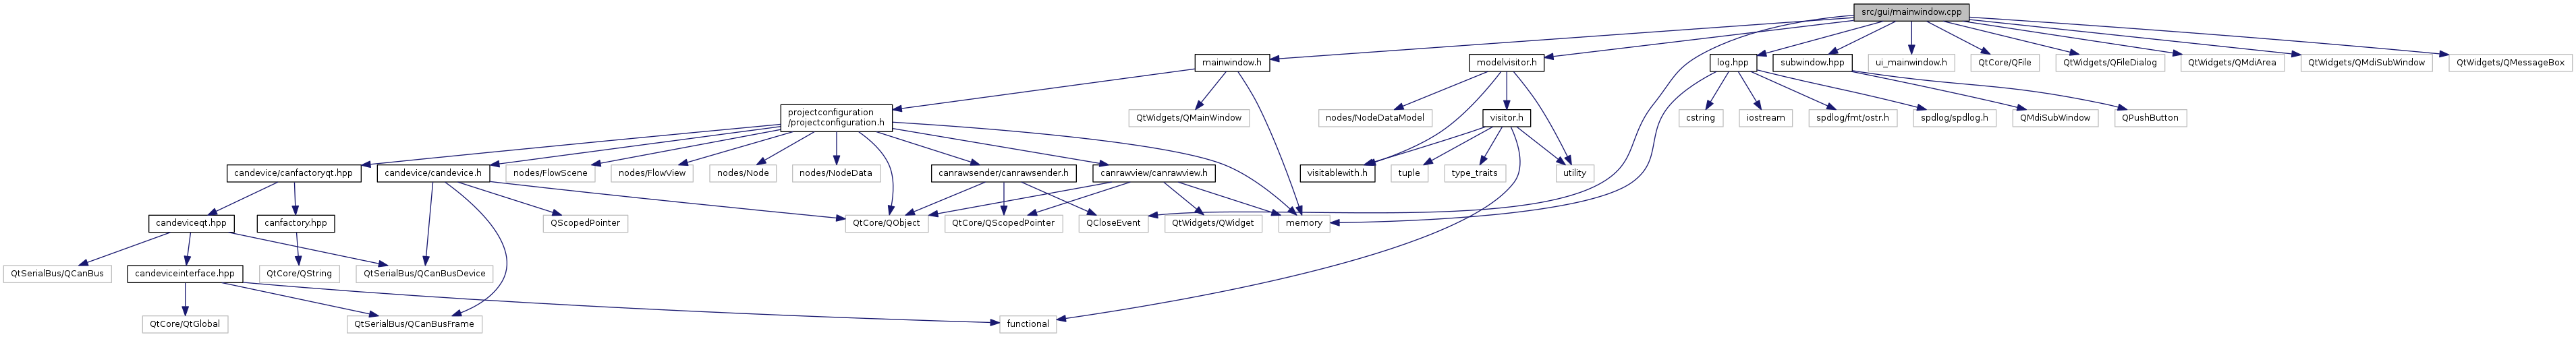 src/gui/mainwindow.cpp
mainwindow.h
modelvisitor.h
log.hpp
subwindow.hpp
ui_mainwindow.h
QtCore/QFile
QtWidgets/QFileDialog
QtWidgets/QMdiArea
QtWidgets/QMdiSubWindow
QtWidgets/QMessageBox
projectconfiguration
/projectconfiguration.h
QtWidgets/QMainWindow
nodes/NodeDataModel
visitor.h
cstring
iostream
spdlog/fmt/ostr.h
spdlog/spdlog.h
QMdiSubWindow
QPushButton
candevice/canfactoryqt.hpp
candevice/candevice.h
nodes/FlowScene
nodes/FlowView
nodes/Node
nodes/NodeData
canrawsender/canrawsender.h
canrawview/canrawview.h
visitablewith.h
tuple
type_traits
utility
candeviceqt.hpp
canfactory.hpp
QScopedPointer
QtCore/QObject
QtCore/QScopedPointer
QCloseEvent
QtWidgets/QWidget
memory
QtSerialBus/QCanBus
candeviceinterface.hpp
QtCore/QString
QtSerialBus/QCanBusDevice
QtCore/QtGlobal
QtSerialBus/QCanBusFrame
functional